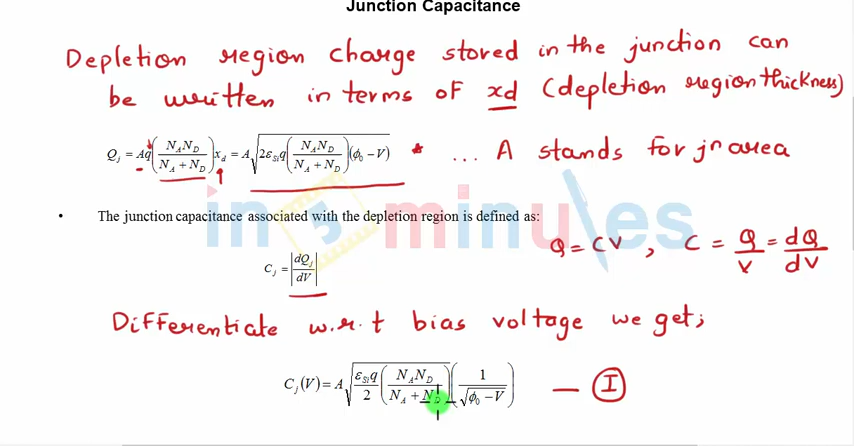 Junction Capacitance
Depletion region charge stored in the junction can
be written in terms of xd (depletion region thickness)
Q_j = Aq(N_A N_D / (N_A + N_D))x_d = A√(2ε_Si q(N_A N_D / (N_A + N_D))(ϕ_0 − V)) * ... A stands for jn area
in 5 minutes
• The junction capacitance associated with the depletion region is defined as:
Q = CV , C = Q/V = dQ/dV
C_j = |dQ_j/dV|
Differentiate w.r.t bias voltage we get;
C_j(V) = A√(ε_Si q/2 (N_A N_D / (N_A + N_D))) (1/√(ϕ_0 − V)) — I